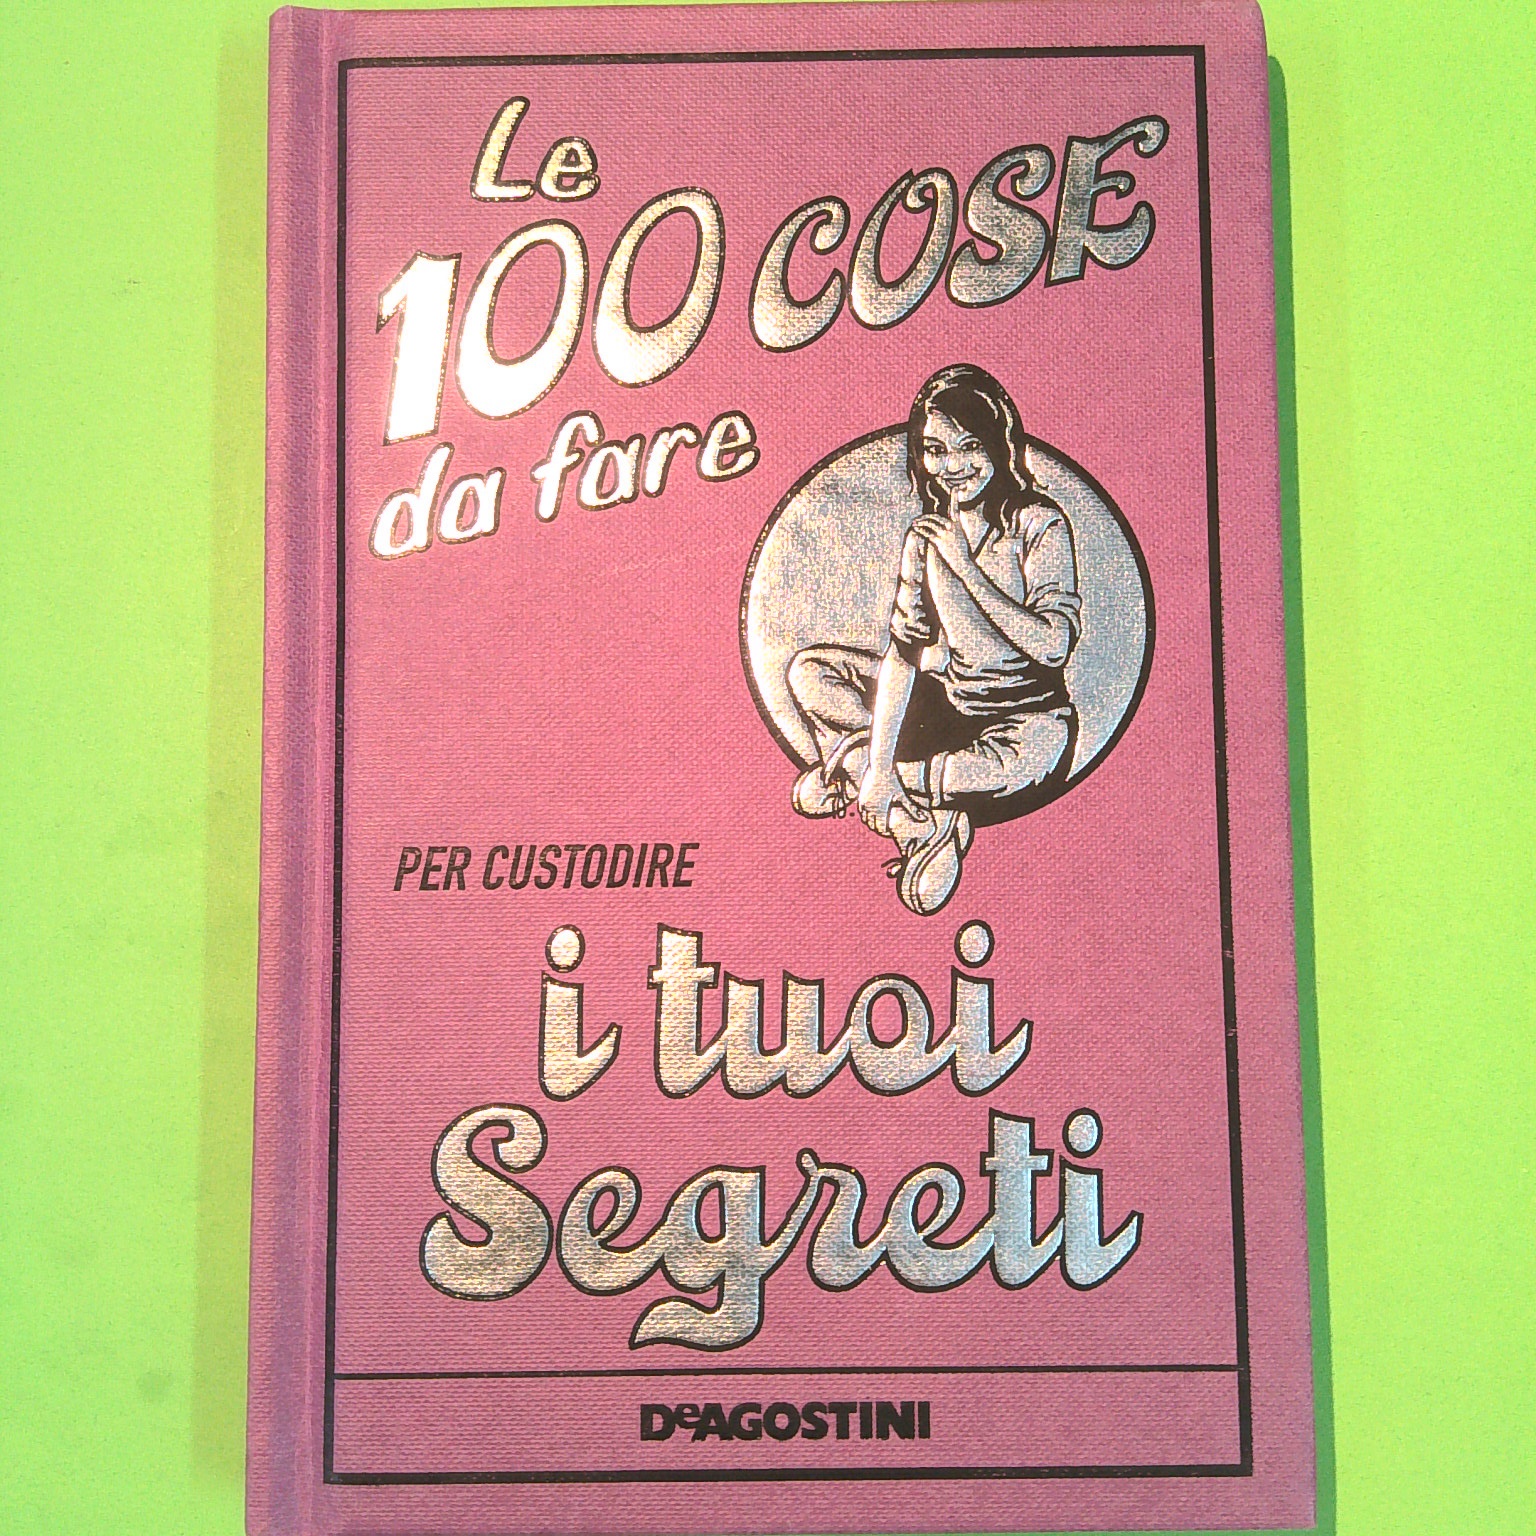 Le
100 COSE
da fare
PER CUSTODIRE
i tuoi
Segreti
DeAGOSTINI